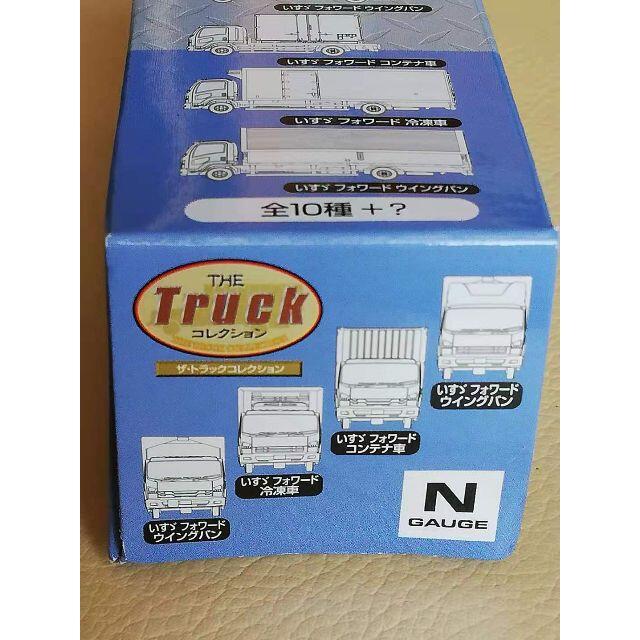 いすゞ フォワード ウイングバン
いすゞ フォワード コンテナ車
いすゞ フォワード 冷凍車
いすゞ フォワード ウイングバン
全10種 + ?
THE
Truck
コレクション
ザ・トラックコレクション
いすゞ フォワード
ウイングバン
いすゞ フォワード
コンテナ車
いすゞ フォワード
冷凍車
いすゞ フォワード
ウイングバン
N
GAUGE